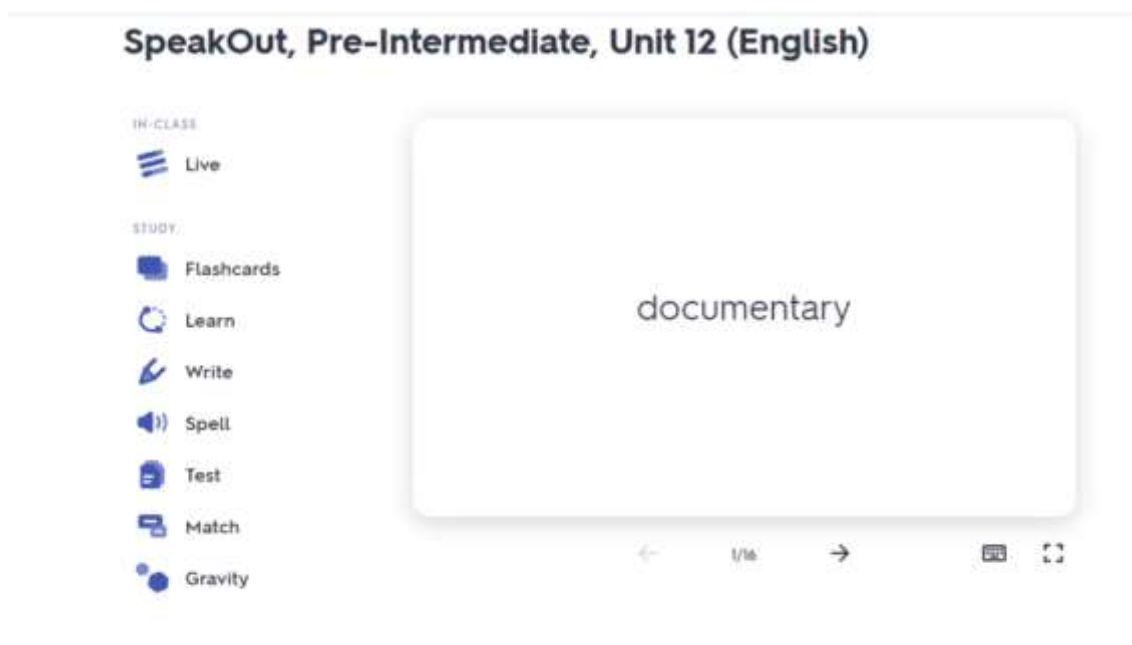 SpeakOut, Pre-Intermediate, Unit 12 (English)
IN-CLASS
Live
STUDY
Flashcards
Learn
Write
Spell
Test
Match
Gravity
documentary
1/16